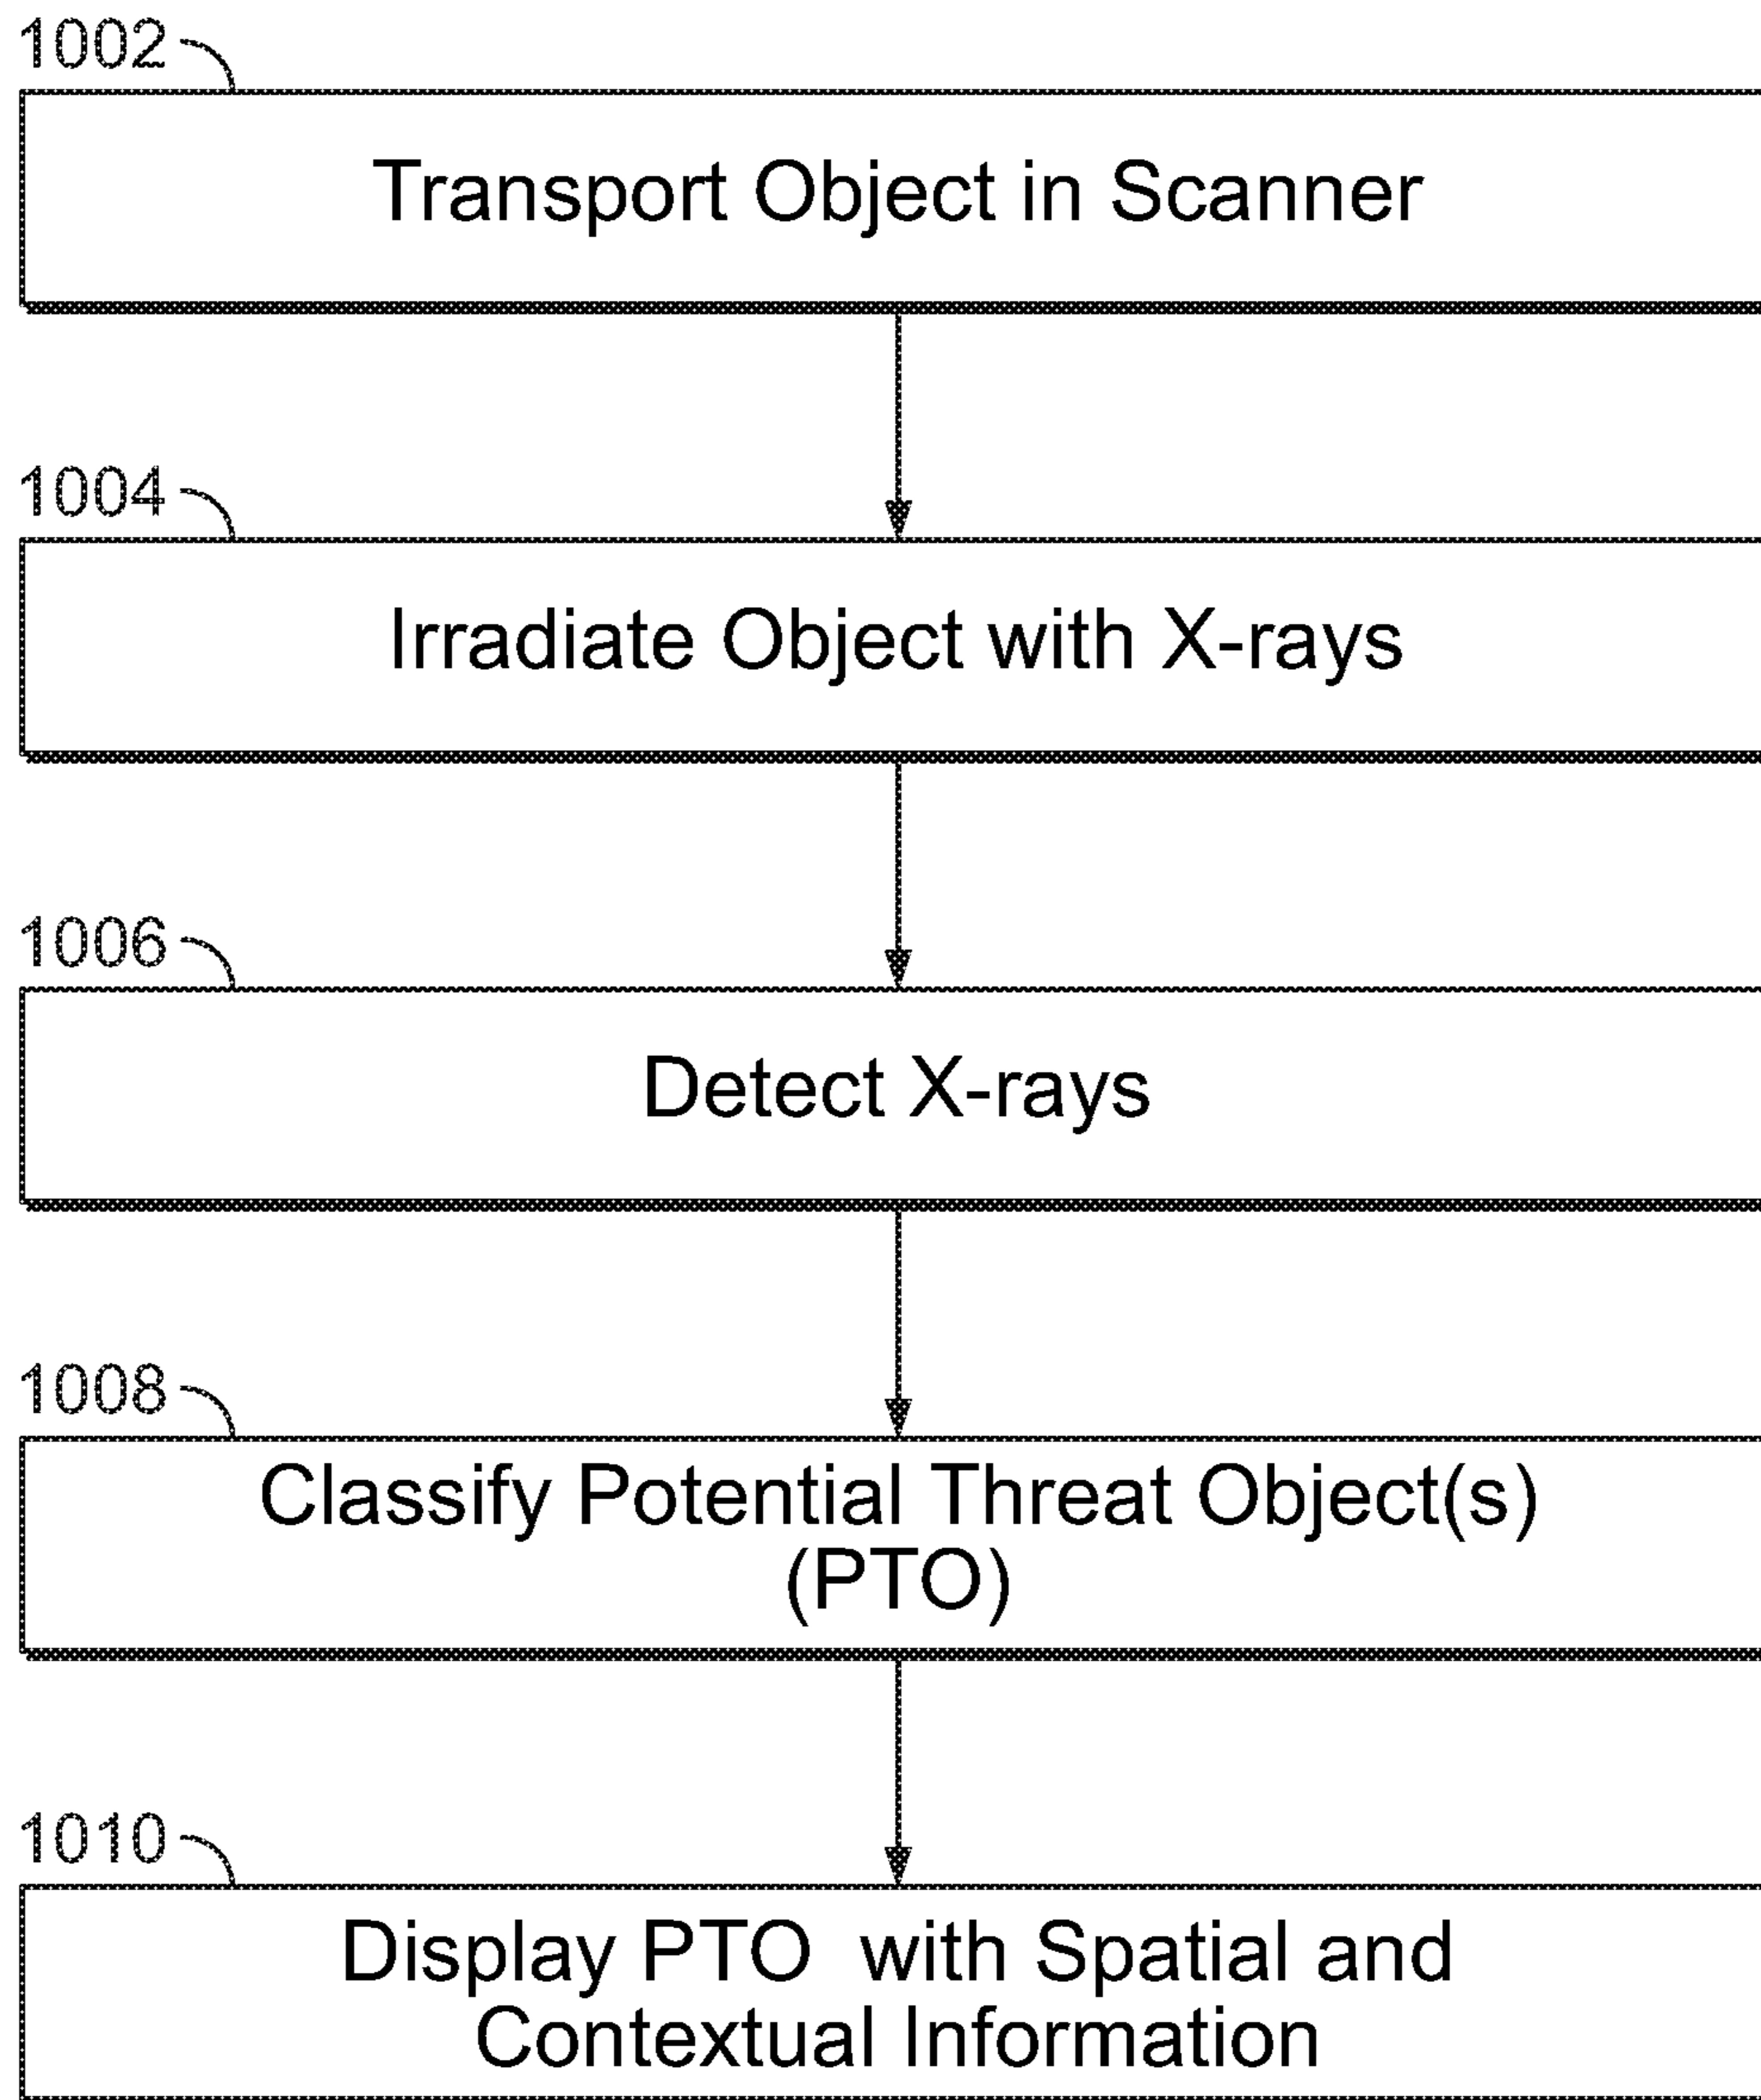 1002
Transport Object in Scanner
1004
Irradiate Object with X-rays
1006
Detect X-rays
1008
Classify Potential Threat Object(s)
(PTO)
1010
Display PTO with Spatial and
Contextual Information